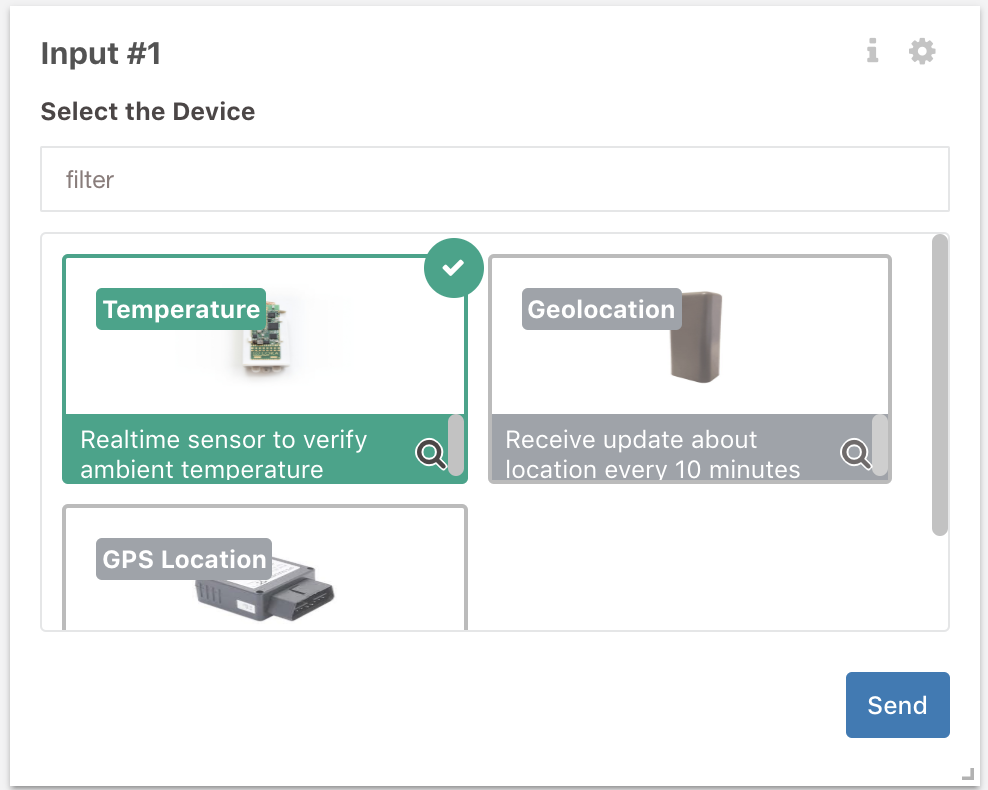 Input #1
Select the Device
filter
Temperature
Realtime sensor to verify
ambient temperature
Geolocation
Receive update about
location every 10 minutes
GPS Location
Send